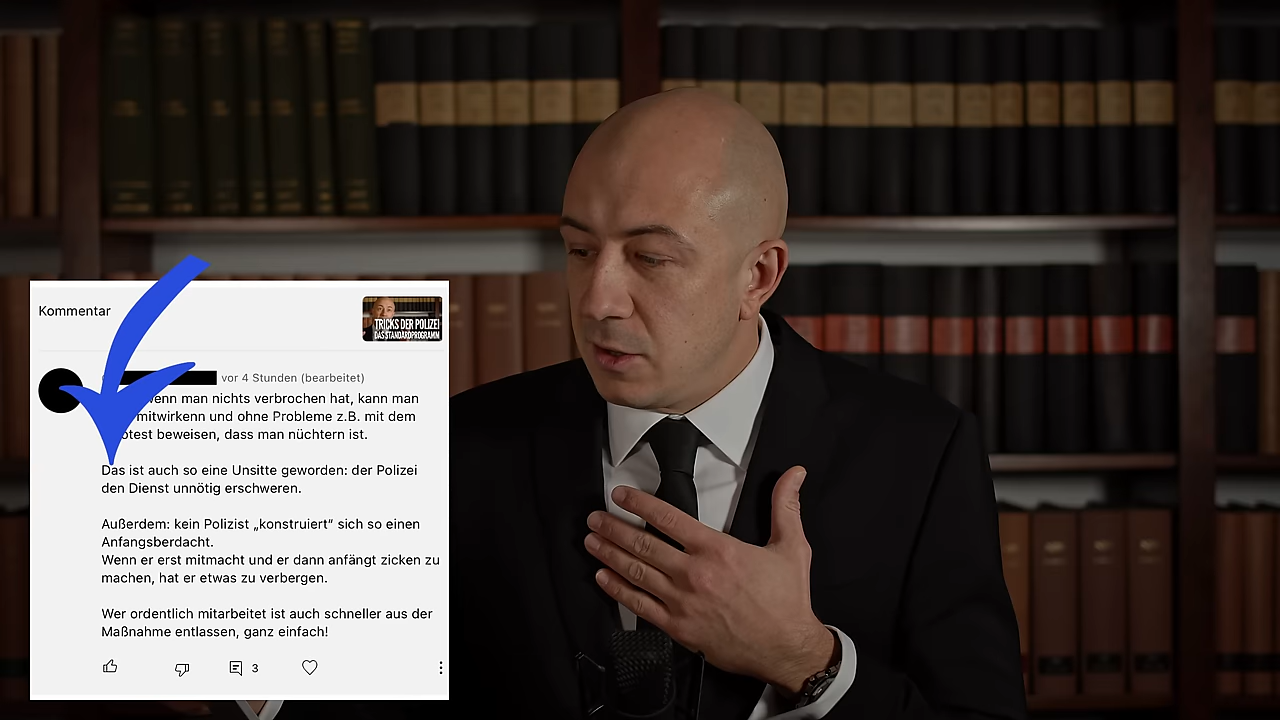 Kommentar
TRICKS DER POLIZEI
DAS STANDARDPROGRAMM
vor 4 Stunden (bearbeitet)
wenn man nichts verbrochen hat, kann man
mitwirkenn und ohne Probleme z.B. mit dem
beweisen, dass man nüchtern ist.
Das ist auch so eine Unsitte geworden: der Polizei
den Dienst unnötig erschweren.
Außerdem: kein Polizist „konstruiert“ sich so einen
Anfangsberdacht.
Wenn er erst mitmacht und er dann anfängt zicken zu
machen, hat er etwas zu verbergen.
Wer ordentlich mitarbeitet ist auch schneller aus der
Maßnahme entlassen, ganz einfach!
3